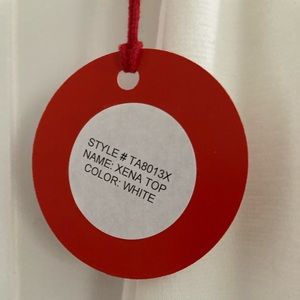 STYLE # TA8013X
NAME: XENA TOP
COLOR: WHITE